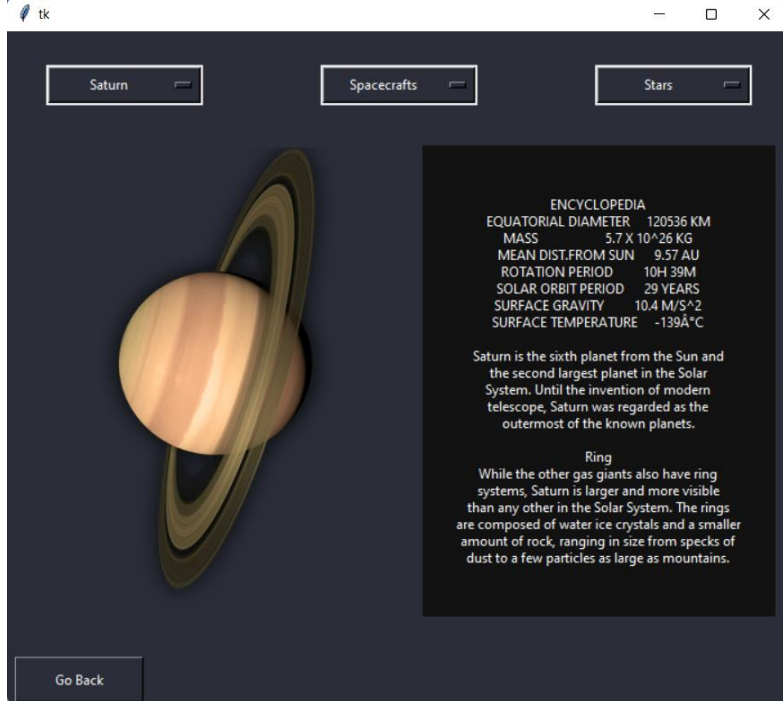 tk
Saturn
Spacecrafts
Stars
ENCYCLOPEDIA
EQUATORIAL DIAMETER 120536 KM
MASS 5.7 X 10^26 KG
MEAN DIST.FROM SUN 9.57 AU
ROTATION PERIOD 10H 39M
SOLAR ORBIT PERIOD 29 YEARS
SURFACE GRAVITY 10.4 M/S^2
SURFACE TEMPERATURE -139Â°C
Saturn is the sixth planet from the Sun and
the second largest planet in the Solar
System. Until the invention of modern
telescope, Saturn was regarded as the
outermost of the known planets.
Ring
While the other gas giants also have ring
systems, Saturn is larger and more visible
than any other in the Solar System. The rings
are composed of water ice crystals and a smaller
amount of rock, ranging in size from specks of
dust to a few particles as large as mountains.
Go Back